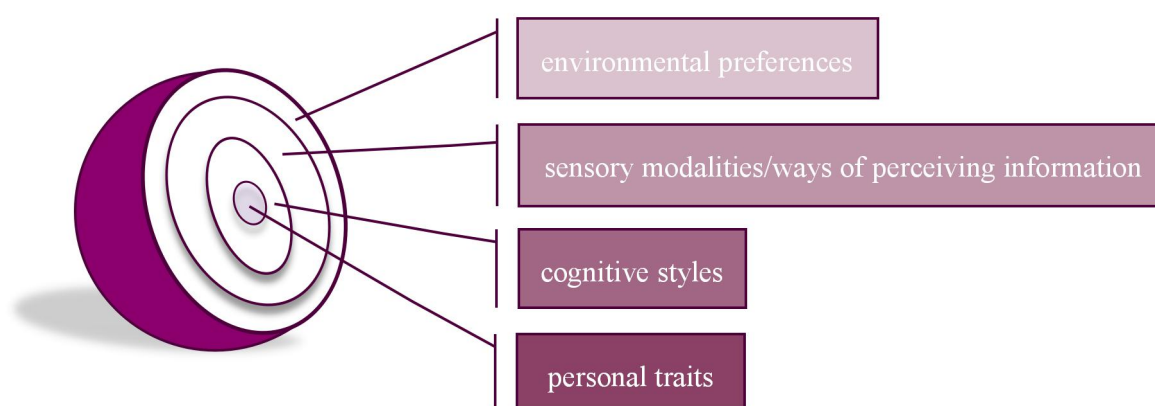 environmental preferences
sensory modalities/ways of perceiving information
cognitive styles
personal traits